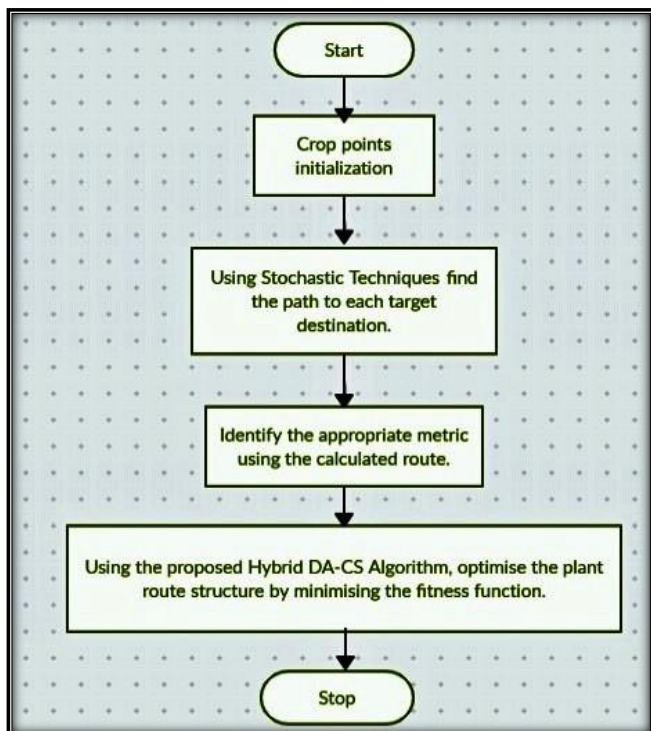 Start
Crop points
initialization
Using Stochastic Techniques find
the path to each target
destination.
Identify the appropriate metric
using the calculated route.
Using the proposed Hybrid DA-CS Algorithm, optimise the plant
route structure by minimising the fitness function.
Stop